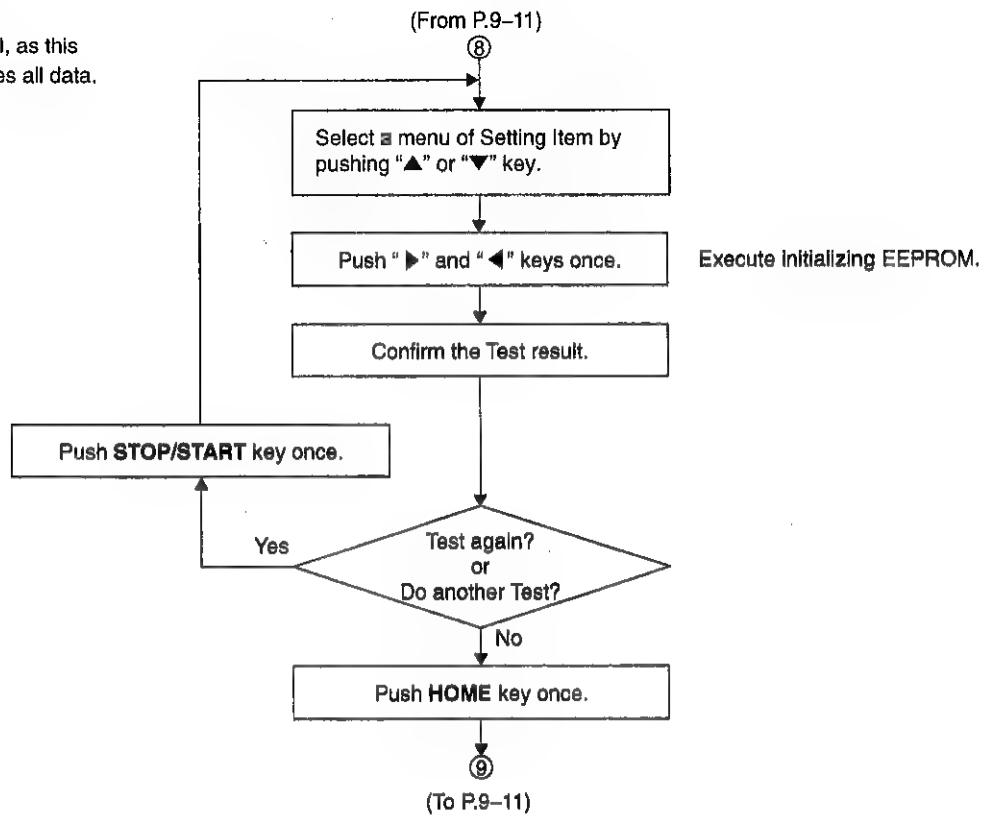 (From P.9–11)
⑧
, as this
es all data.
Select a menu of Setting Item by
pushing “▲” or “▼” key.
Push “ ▶” and “ ◀” keys once.
Execute initializing EEPROM.
Confirm the Test result.
Push STOP/START key once.
Yes
Test again?
or
Do another Test?
No
Push HOME key once.
⑨
(To P.9–11)